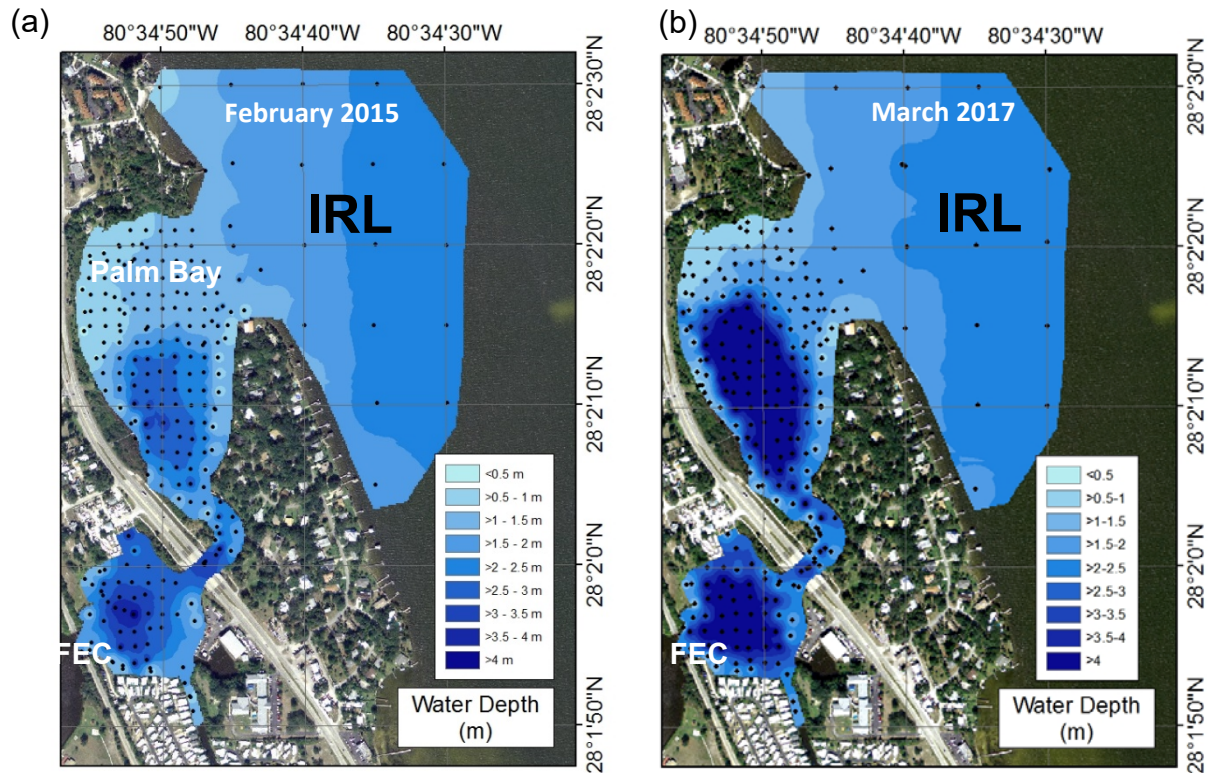 (a)
80°34'50"W 80°34'40"W 80°34'30"W
February 2015
IRL
Palm Bay
FEC
<0.5 m
>0.5 - 1 m
>1 - 1.5 m
>1.5 - 2 m
>2 - 2.5 m
>2.5 - 3 m
>3 - 3.5 m
>3.5 - 4 m
>4 m
Water Depth
(m)
28°2'30"N
28°2'20"N
28°2'10"N
28°2'0"N
28°1'50"N
(b)
80°34'50"W 80°34'40"W 80°34'30"W
March 2017
IRL
FEC
<0.5
>0.5-1
>1-1.5
>1.5-2
>2-2.5
>2.5-3
>3-3.5
>3.5-4
>4
Water Depth
(m)
28°2'30"N
28°2'20"N
28°2'10"N
28°2'0"N
28°1'50"N